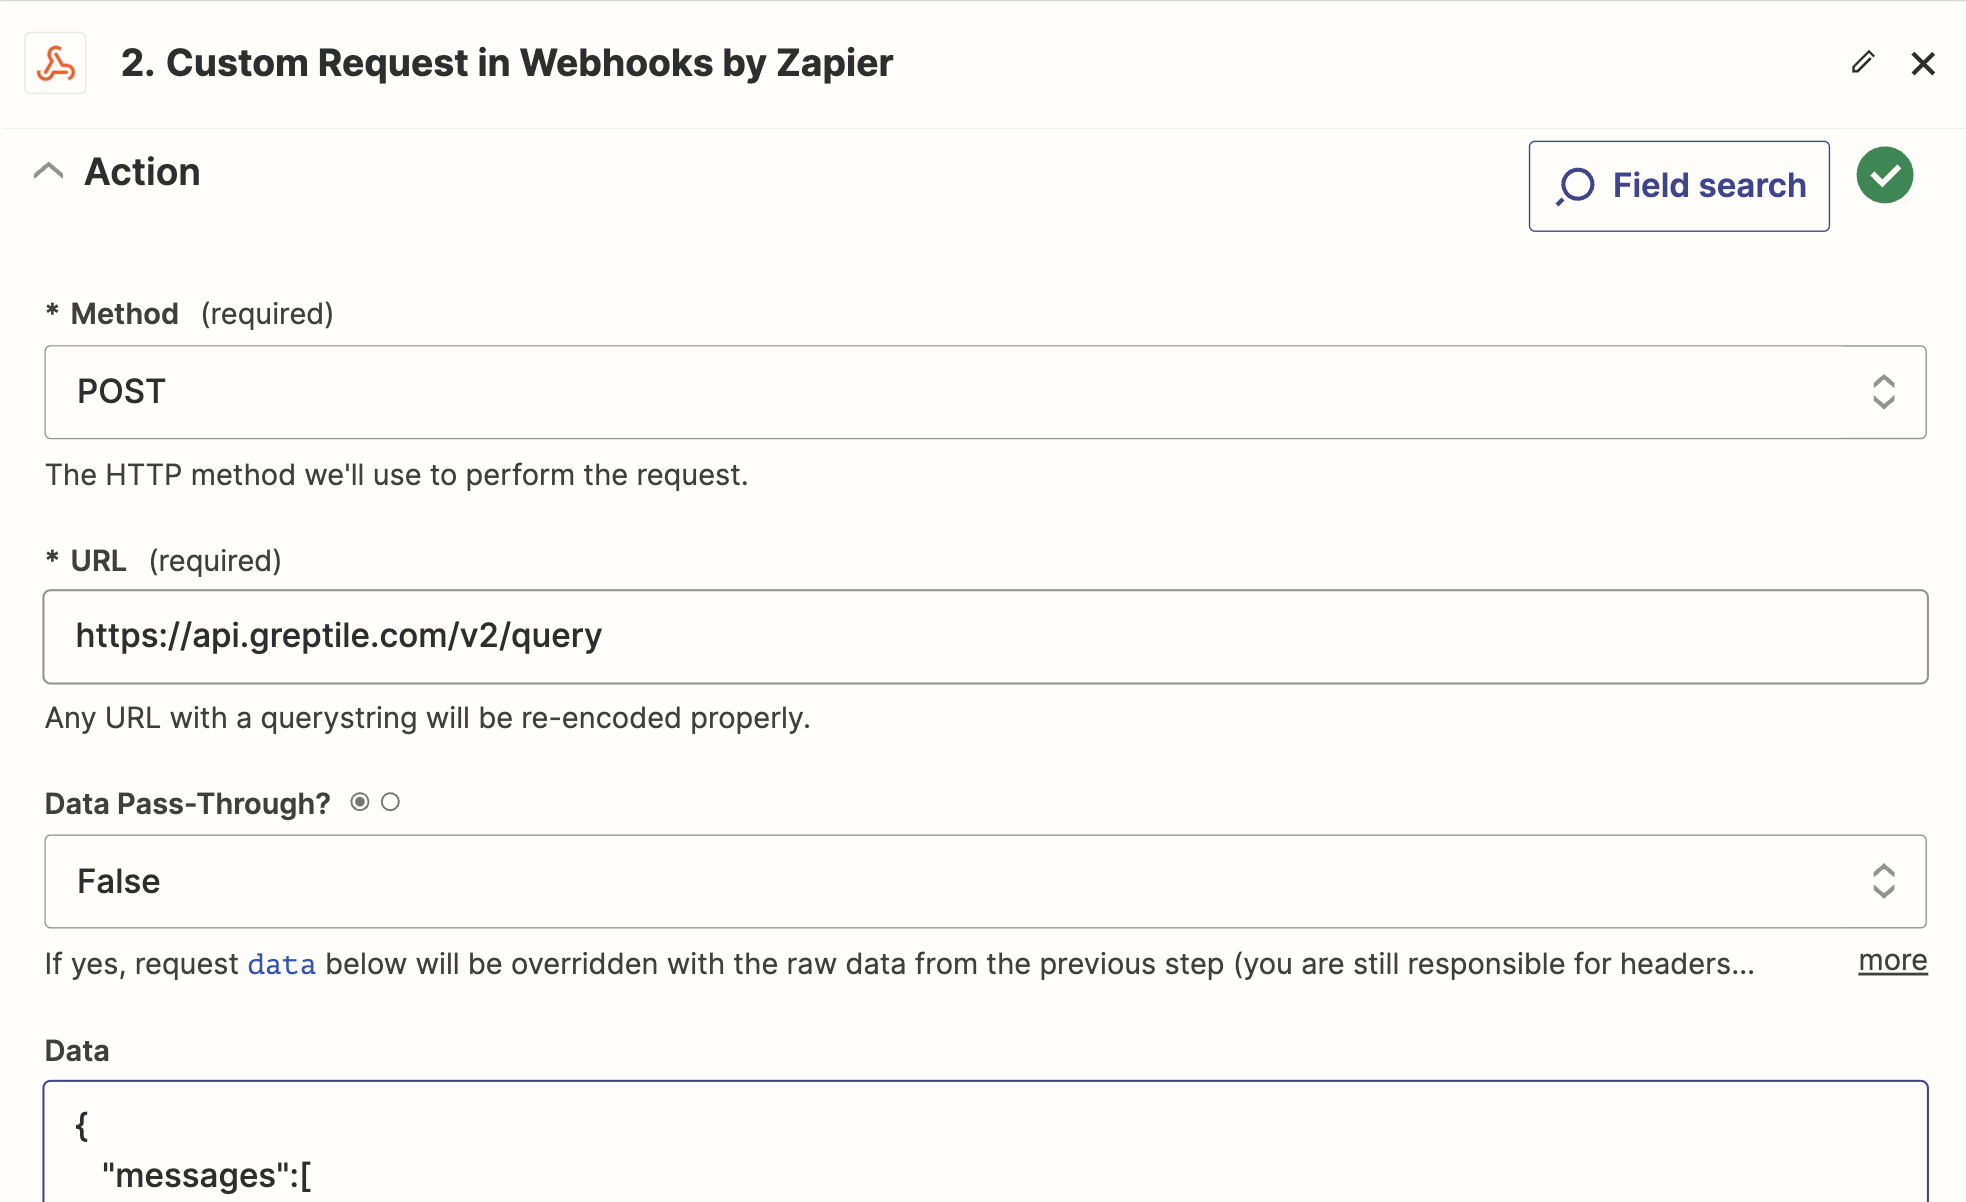 2. Custom Request in Webhooks by Zapier
Action
Field search
* Method (required)
POST
The HTTP method we'll use to perform the request.
* URL (required)
https://api.greptile.com/v2/query
Any URL with a querystring will be re-encoded properly.
Data Pass-Through?
False
If yes, request data below will be overridden with the raw data from the previous step (you are still responsible for headers... more
Data
{
"messages":[